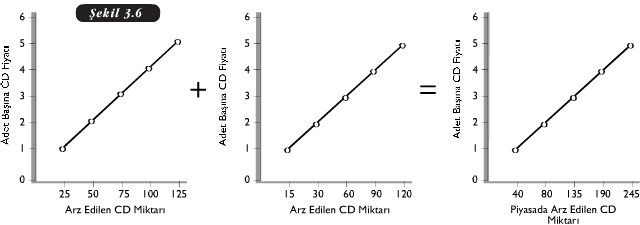 Şekil 3.6
Adet Başına CD Fiyatı
6
5
4
3
2
1
0
25 50 75 100 125
Arz Edilen CD Miktarı
+
Adet Başına CD Fiyatı
6
5
4
3
2
1
0
15 30 60 90 120
Arz Edilen CD Miktarı
=
Adet Başına CD Fiyatı
6
5
4
3
2
1
0
40 80 135 190 245
Piyasada Arz Edilen CD
Miktarı